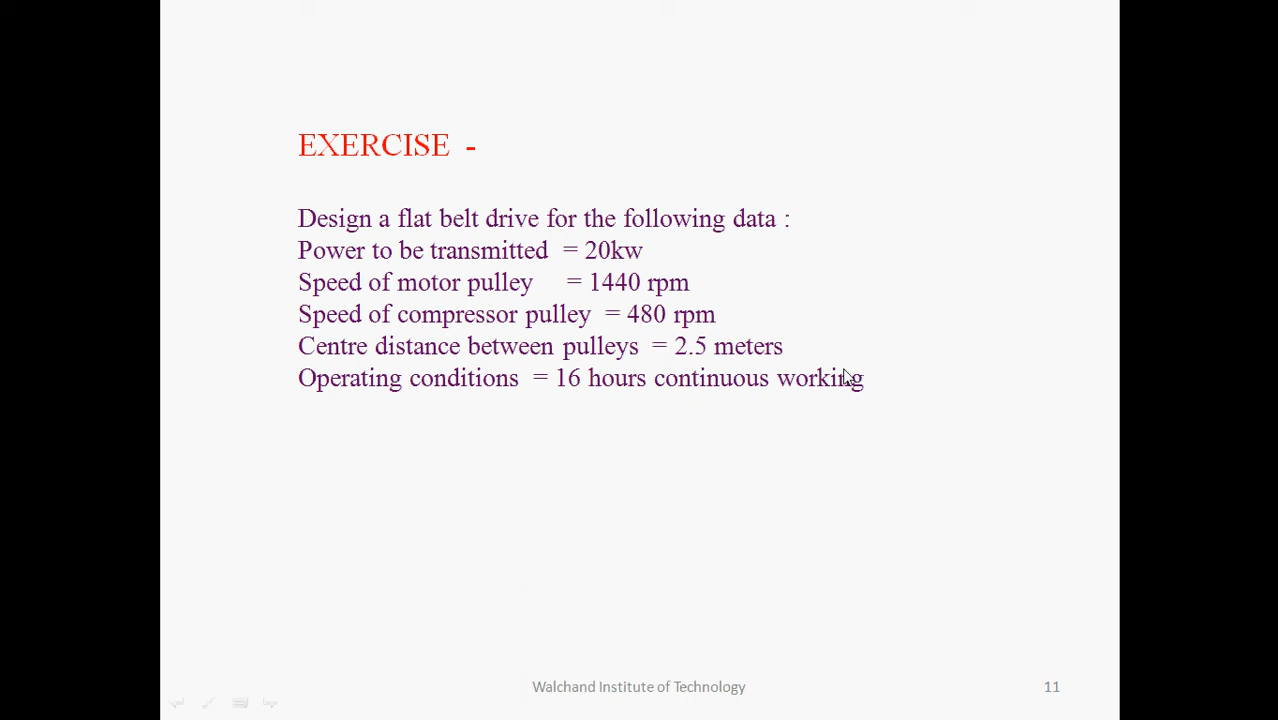 EXERCISE -
Design a flat belt drive for the following data :
Power to be transmitted = 20kw
Speed of motor pulley = 1440 rpm
Speed of compressor pulley = 480 rpm
Centre distance between pulleys = 2.5 meters
Operating conditions = 16 hours continuous working
Walchand Institute of Technology
11